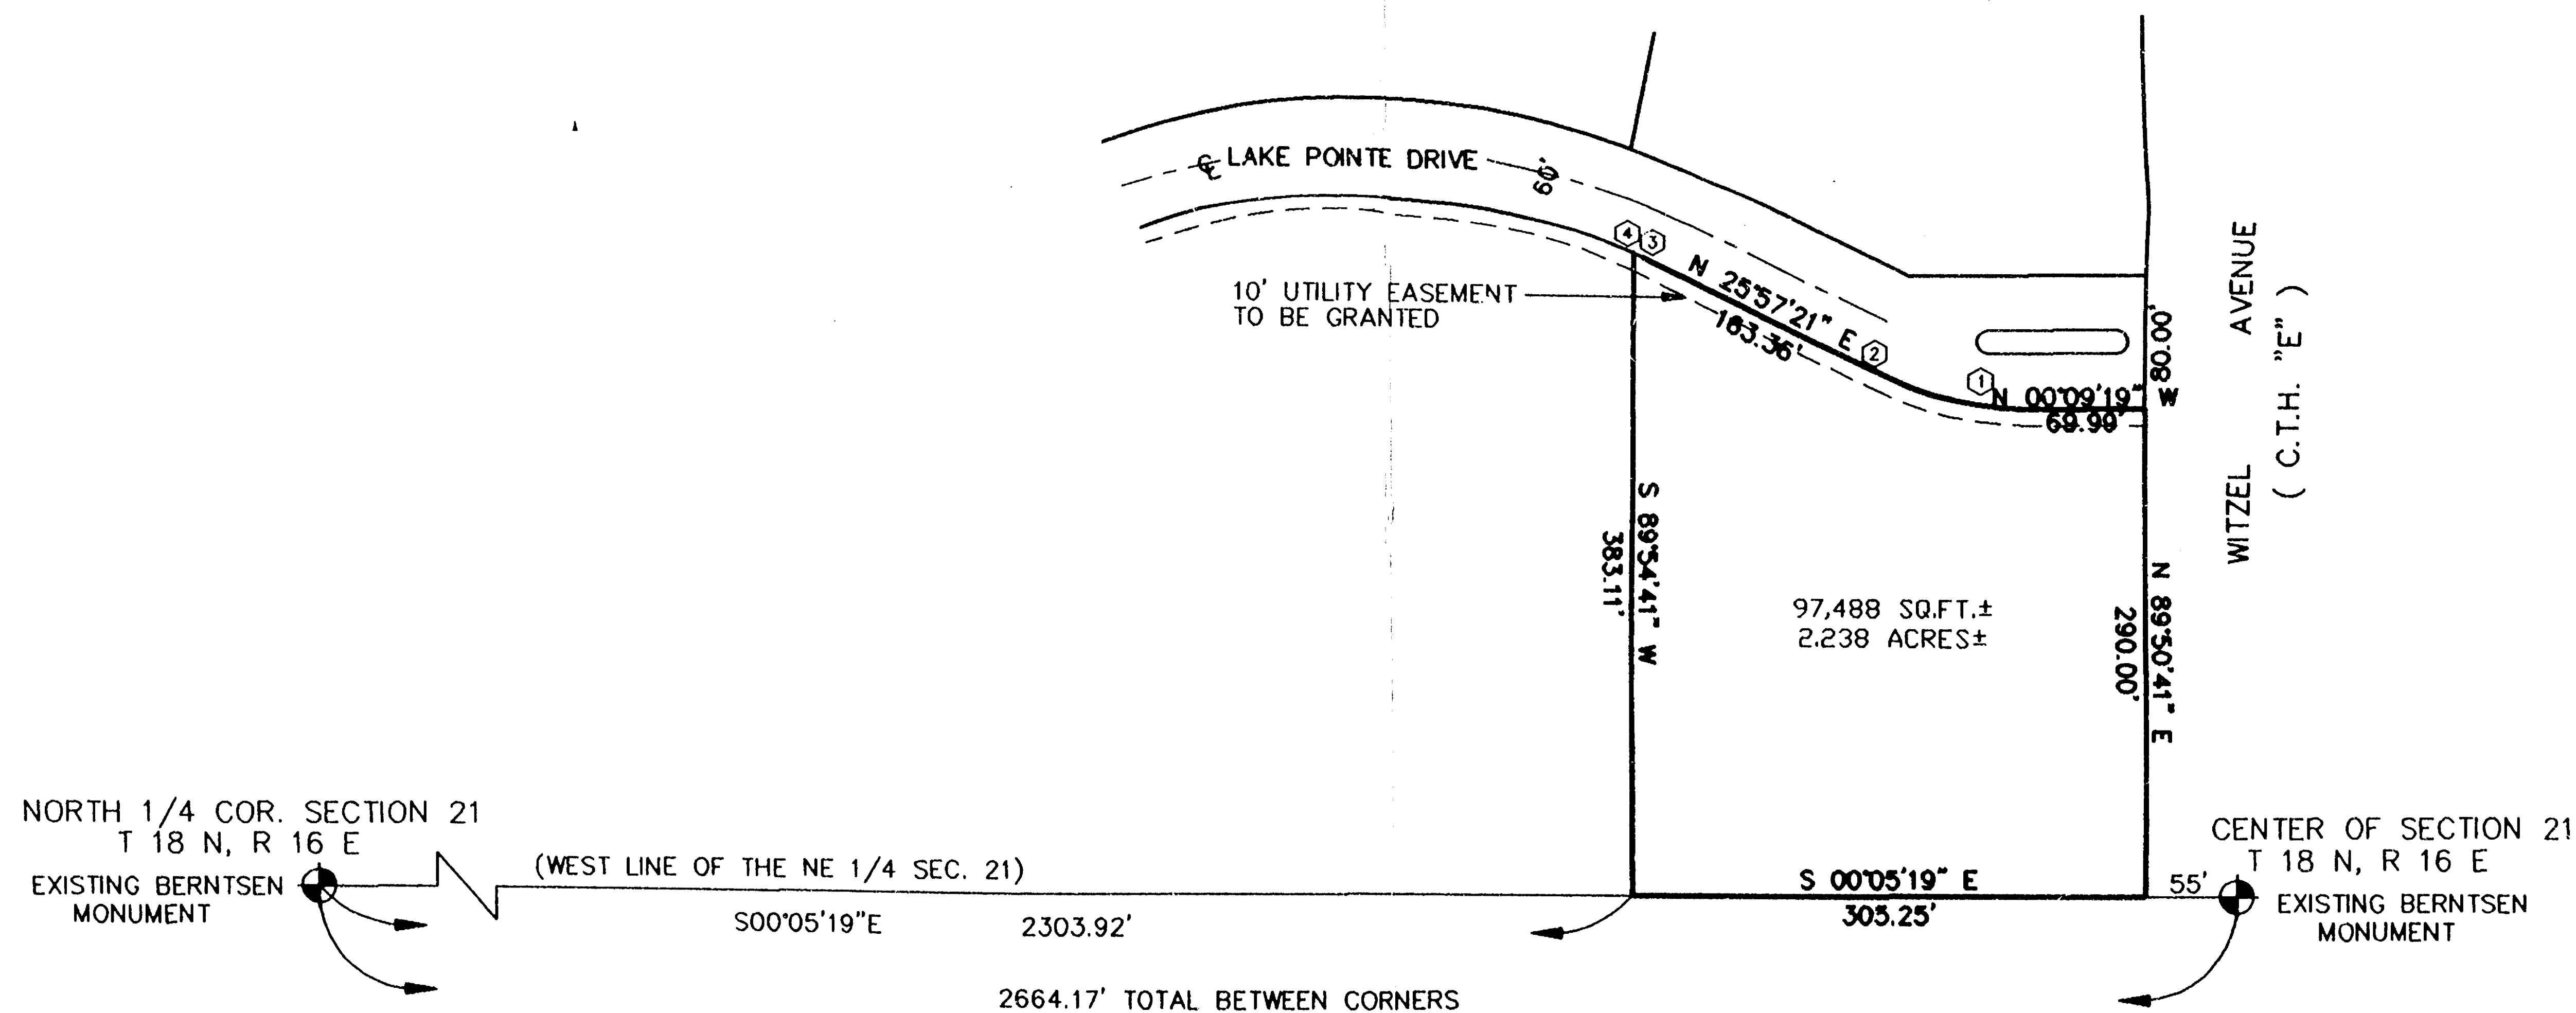 ℄ LAKE POINTE DRIVE
60'
4
3
N 25°57'21" E
163.36'
2
1
10' UTILITY EASEMENT
TO BE GRANTED
N 00°09'19" W
69.99'
80.00'
WITZEL AVENUE
( C.T.H. "E" )
S 89°54'41" W
383.11'
97,488 SQ.FT.±
2.238 ACRES±
N 89°50'41" E
290.00'
NORTH 1/4 COR. SECTION 21
T 18 N, R 16 E
EXISTING BERNTSEN
MONUMENT
(WEST LINE OF THE NE 1/4 SEC. 21)
S00°05'19"E 2303.92'
S 00°05'19" E
305.25'
55'
CENTER OF SECTION 21
T 18 N, R 16 E
EXISTING BERNTSEN
MONUMENT
2664.17' TOTAL BETWEEN CORNERS